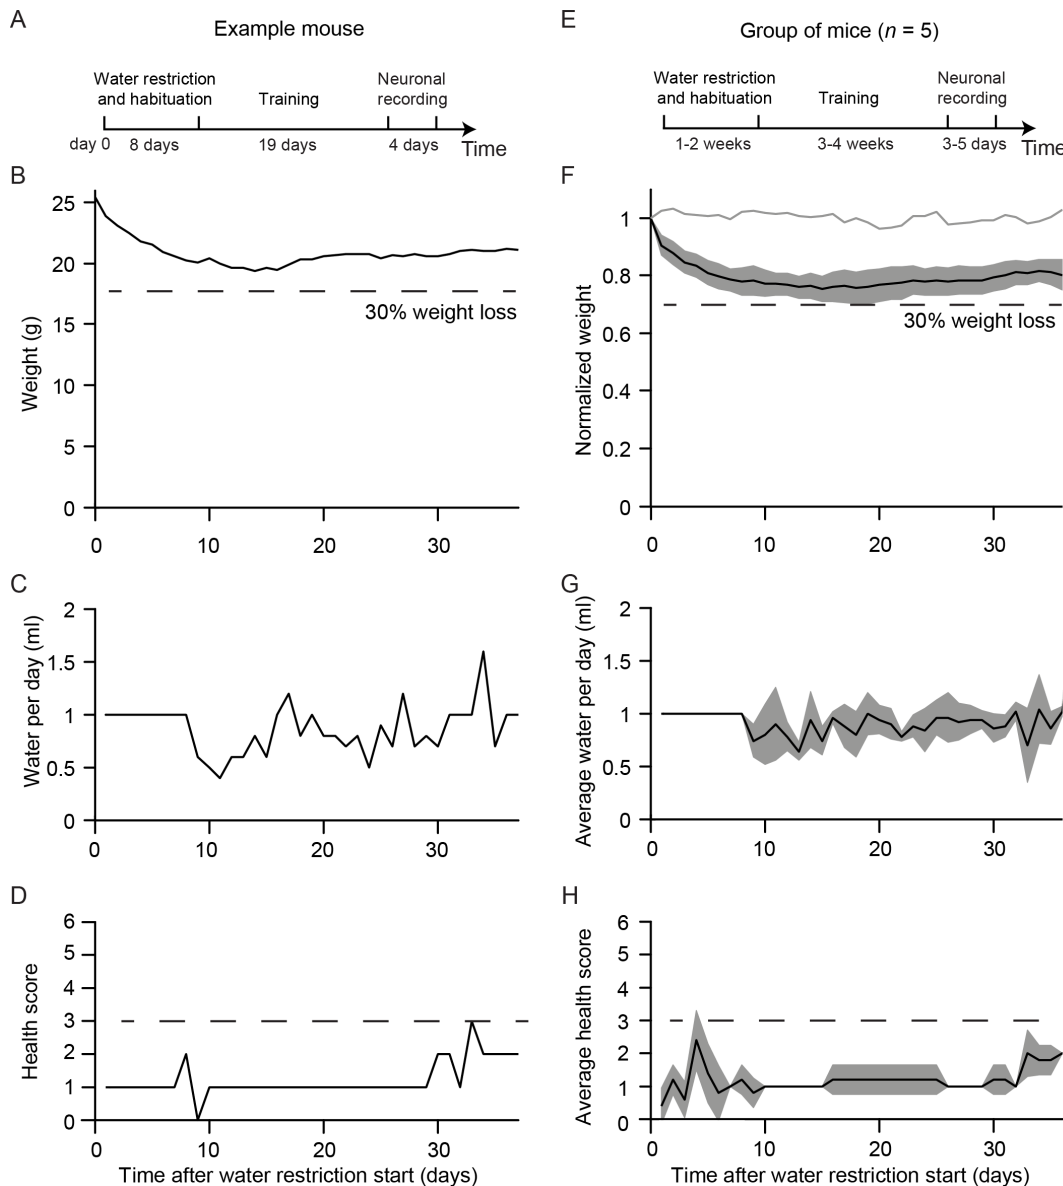 A
Example mouse
Water restriction
and habituation
Training
Neuronal
recording
day 0
8 days
19 days
4 days
Time
E
Group of mice (n = 5)
Water restriction
and habituation
Training
Neuronal
recording
1-2 weeks
3-4 weeks
3-5 days
Time
B
Weight (g)
25
20
15
10
5
0
30% weight loss
0 10 20 30
F
Normalized weight
1
0.8
0.6
0.4
0.2
0
30% weight loss
0 10 20 30
C
Water per day (ml)
2
1.5
1
0.5
0
0 10 20 30
G
Average water per day (ml)
2
1.5
1
0.5
0
0 10 20 30
D
Health score
6
5
4
3
2
1
0
0 10 20 30
Time after water restriction start (days)
H
Average health score
6
5
4
3
2
1
0
0 10 20 30
Time after water restriction start (days)